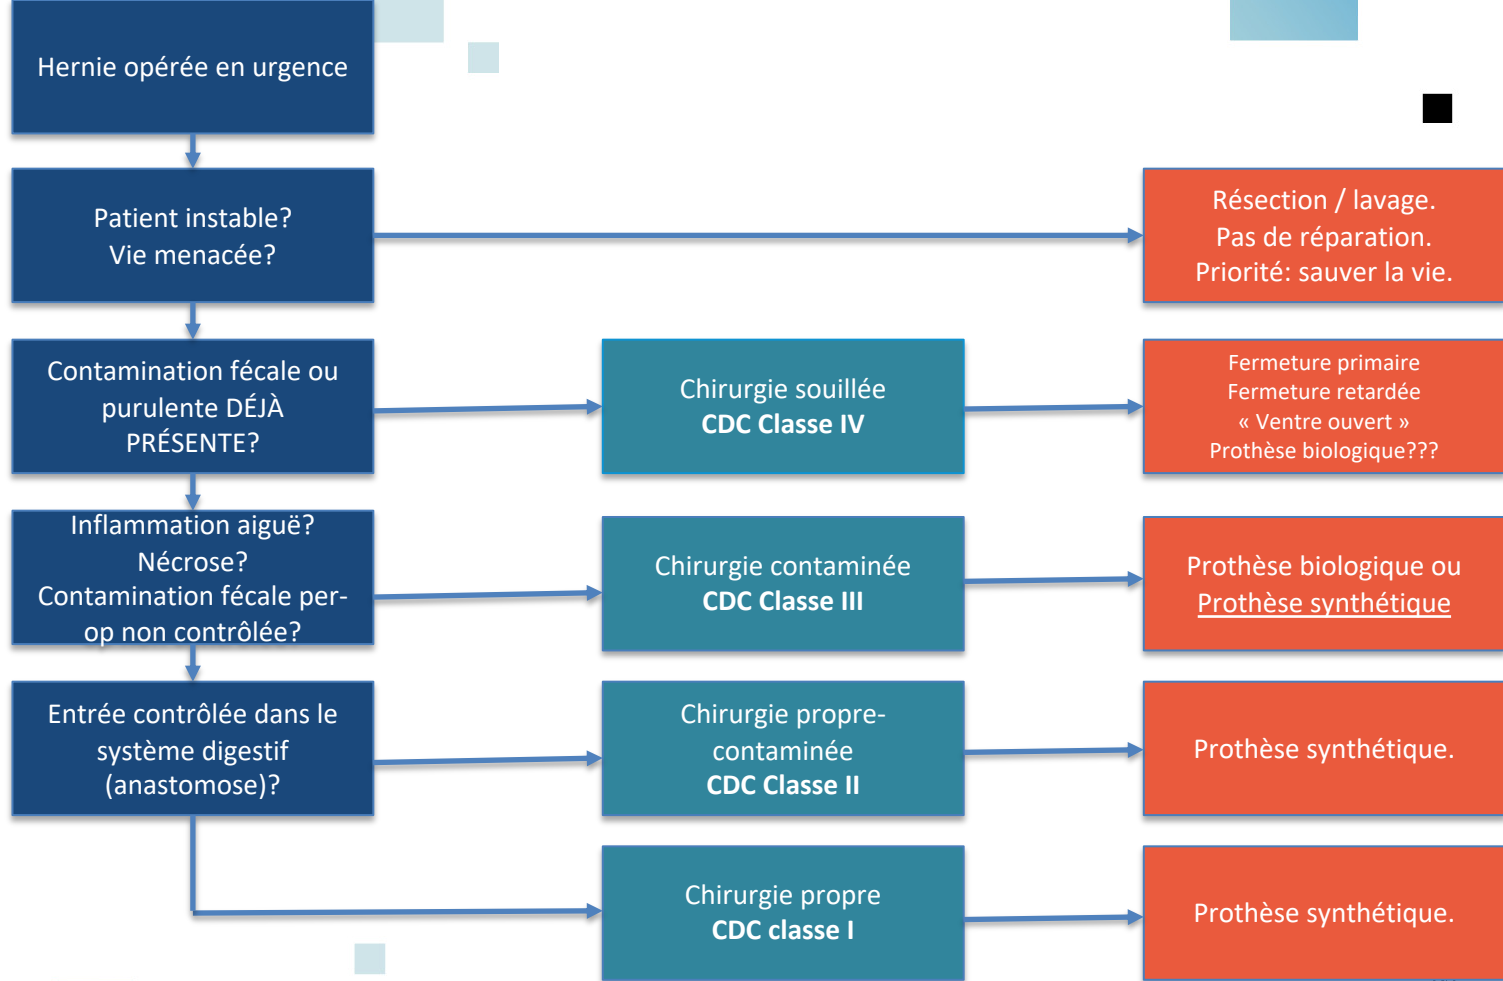 Hernie opérée en urgence
Patient instable?
Vie menacée?
Résection / lavage.
Pas de réparation.
Priorité: sauver la vie.
Contamination fécale ou
purulente DÉJÀ
PRÉSENTE?
Chirurgie souillée
CDC Classe IV
Fermeture primaire
Fermeture retardée
« Ventre ouvert »
Prothèse biologique???
Inflammation aiguë?
Nécrose?
Contamination fécale per-
op non contrôlée?
Chirurgie contaminée
CDC Classe III
Prothèse biologique ou
Prothèse synthétique
Entrée contrôlée dans le
système digestif
(anastomose)?
Chirurgie propre-
contaminée
CDC Classe II
Prothèse synthétique.
Chirurgie propre
CDC classe I
Prothèse synthétique.